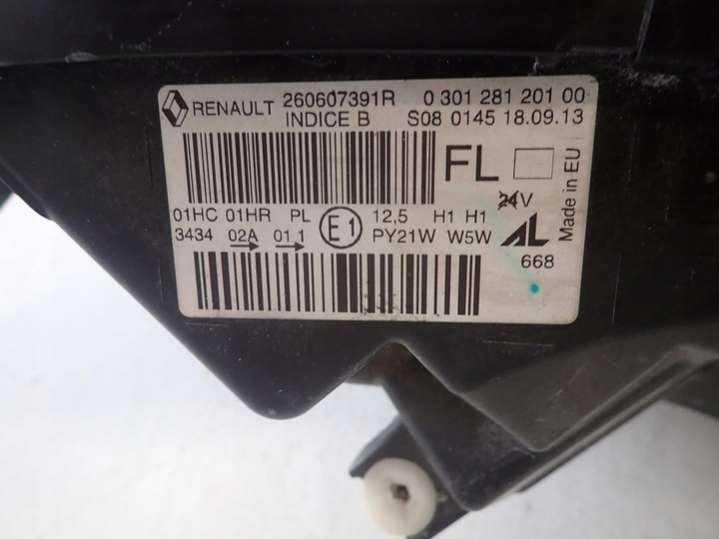 RENAULT 260607391R 0 301 281 201 00
INDICE B S08 0145 18.09.13
FL
24V
Made in EU
01HC 01HR PL E1 12,5 H1 H1
3434 02A 01 1 PY21W W5W AL
668